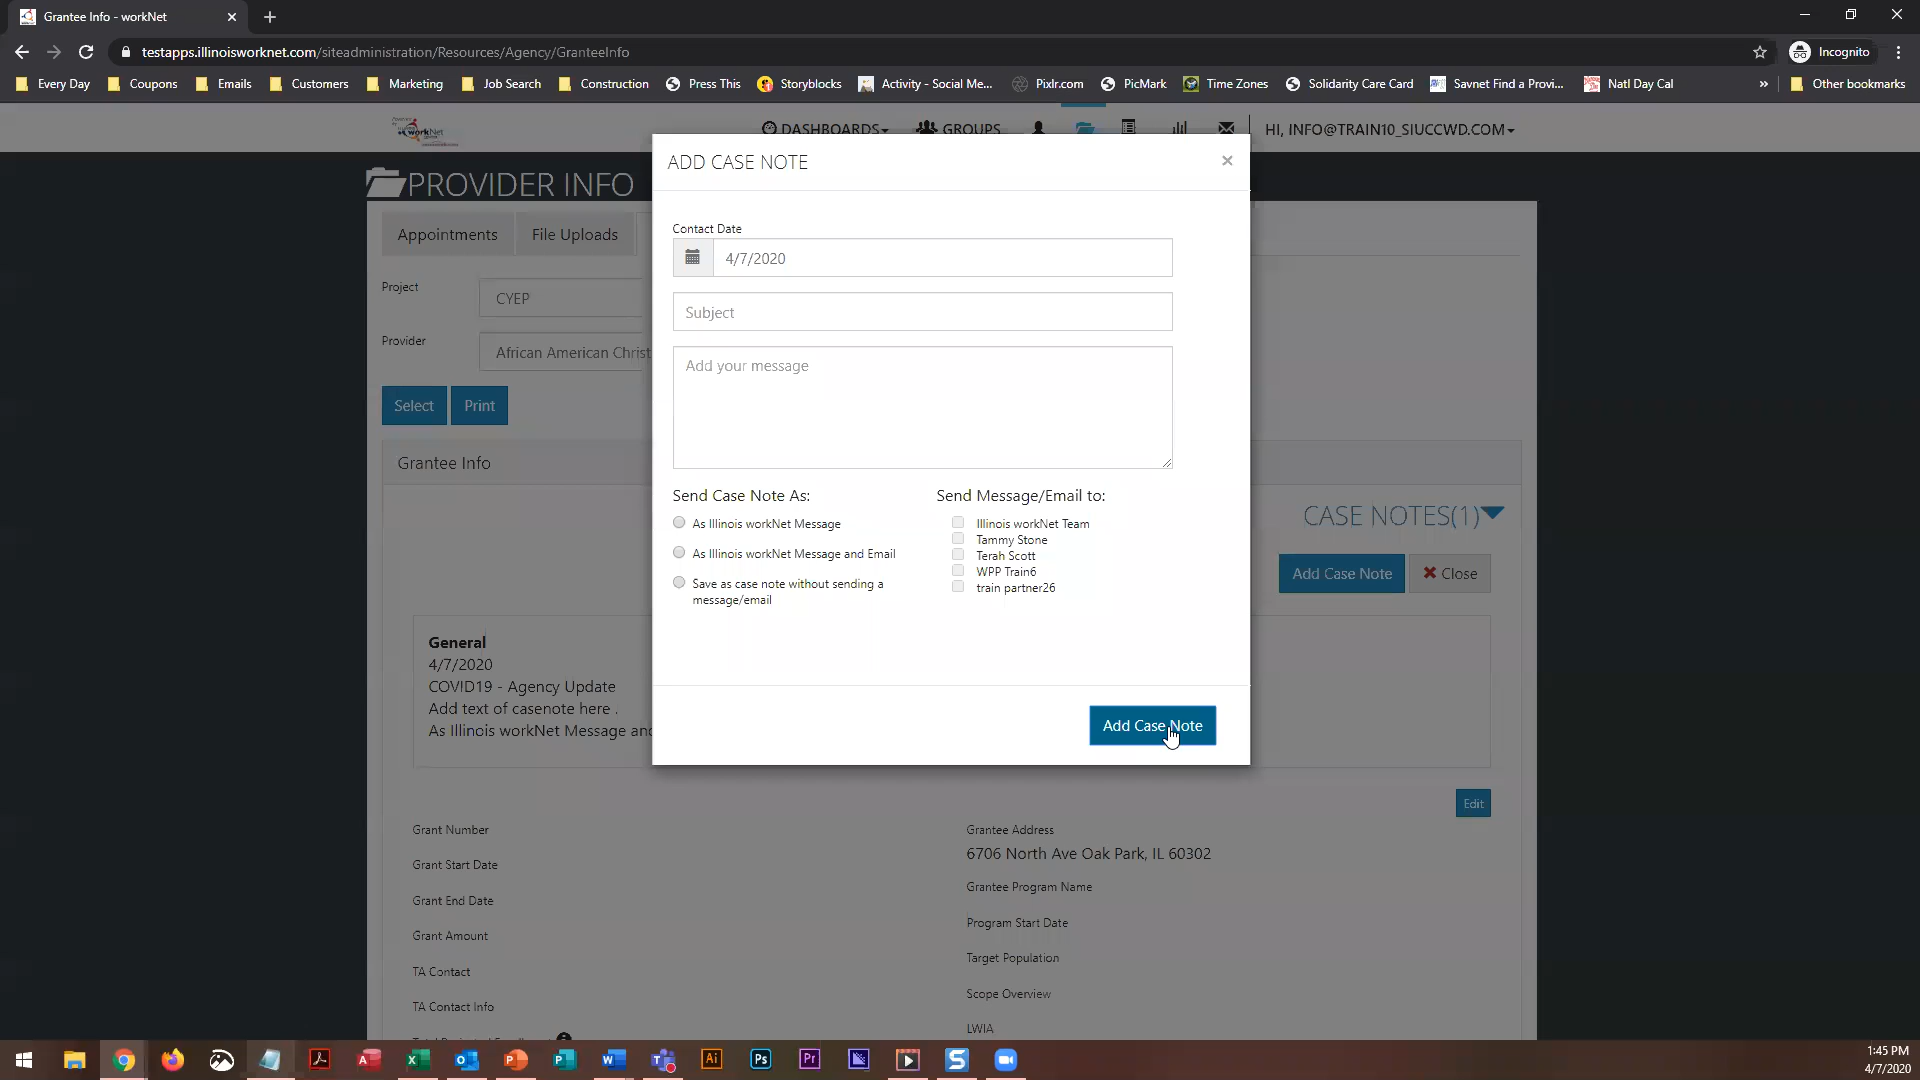 Grantee Info - workNet
testapps.illinoisworknet.com/siteadministration/Resources/Agency/GranteeInfo
Incognito
Every Day
Coupons
Emails
Customers
Marketing
Job Search
Construction
Press This
Storyblocks
Activity - Social Me...
Pixlr.com
PicMark
Time Zones
Solidarity Care Card
Savnet Find a Provi...
Natl Day Cal
»
Other bookmarks
workNet
DASHBOARDS
GROUPS
HI, INFO@TRAIN10_SIUCCWD.COM
PROVIDER INFO
Appointments
File Uploads
Project
CYEP
Provider
African American Christ
Select
Print
Grantee Info
CASE NOTES(1)
Add Case Note
Close
General
4/7/2020
COVID19 - Agency Update
Add text of casenote here .
As Illinois workNet Message and
Edit
Grant Number
Grant Start Date
Grant End Date
Grant Amount
TA Contact
TA Contact Info
Grantee Address
6706 North Ave Oak Park, IL 60302
Grantee Program Name
Program Start Date
Target Population
Scope Overview
LWIA
ADD CASE NOTE
×
Contact Date
4/7/2020
Subject
Add your message
Send Case Note As:
As Illinois workNet Message
As Illinois workNet Message and Email
Save as case note without sending a
message/email
Send Message/Email to:
Illinois workNet Team
Tammy Stone
Terah Scott
WPP Train6
train partner26
Add Case Note
1:45 PM
4/7/2020